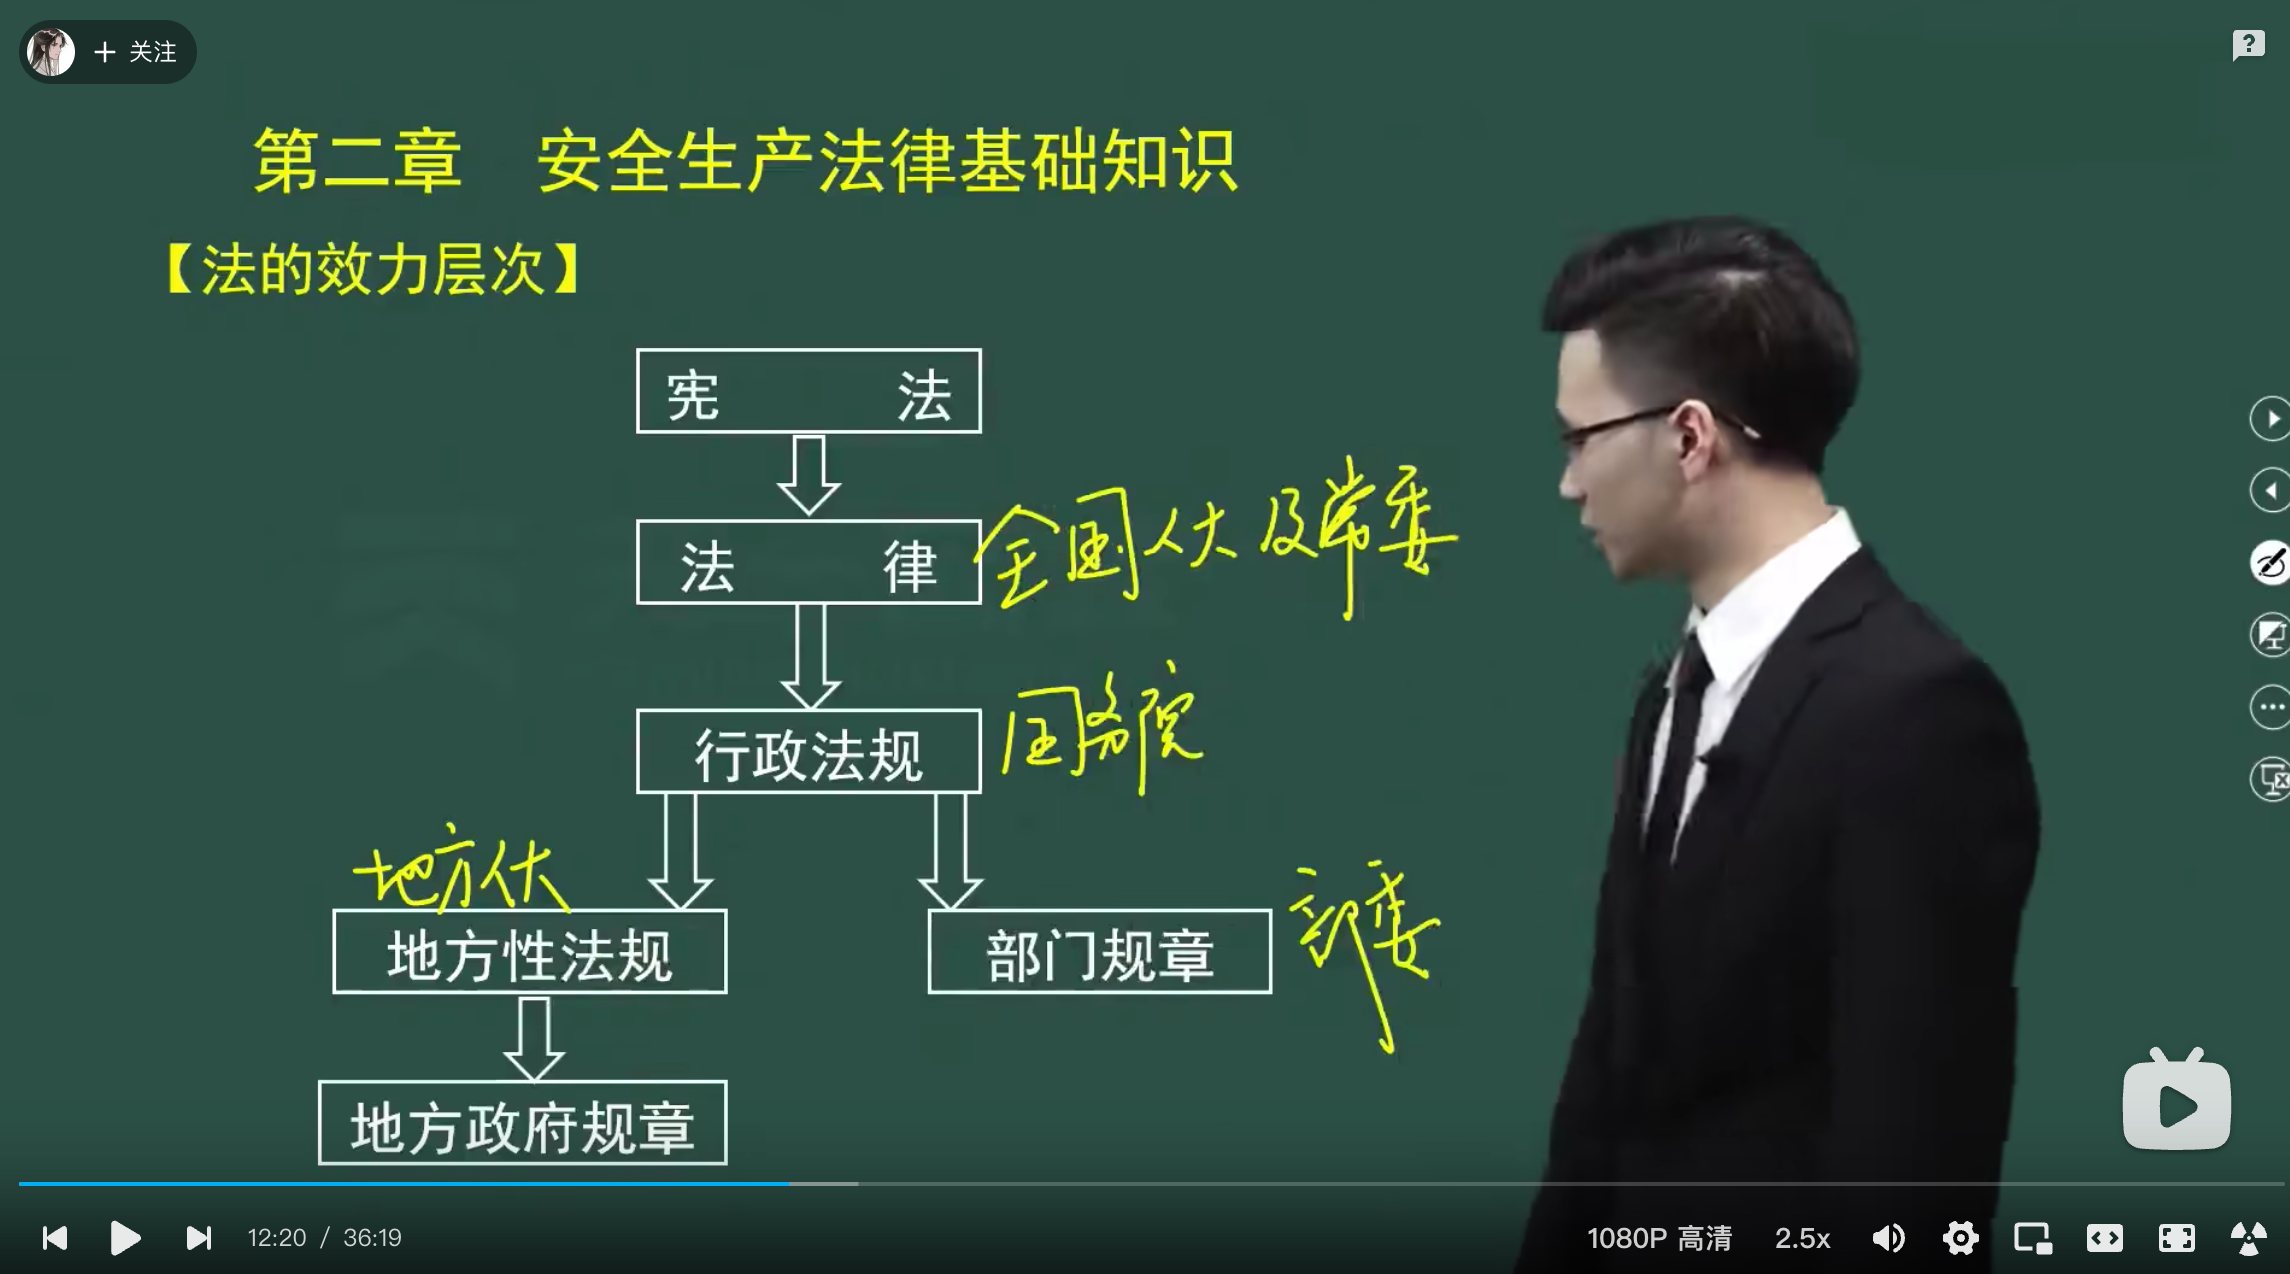 关注
第二章 安全生产法律基础知识
【法的效力层次】
宪 法
法 律
全国人大及常委
行政法规
国务院
地方人大
地方性法规
部门规章
部委
地方政府规章
12:20 / 36:19
1080P 高清
2.5x